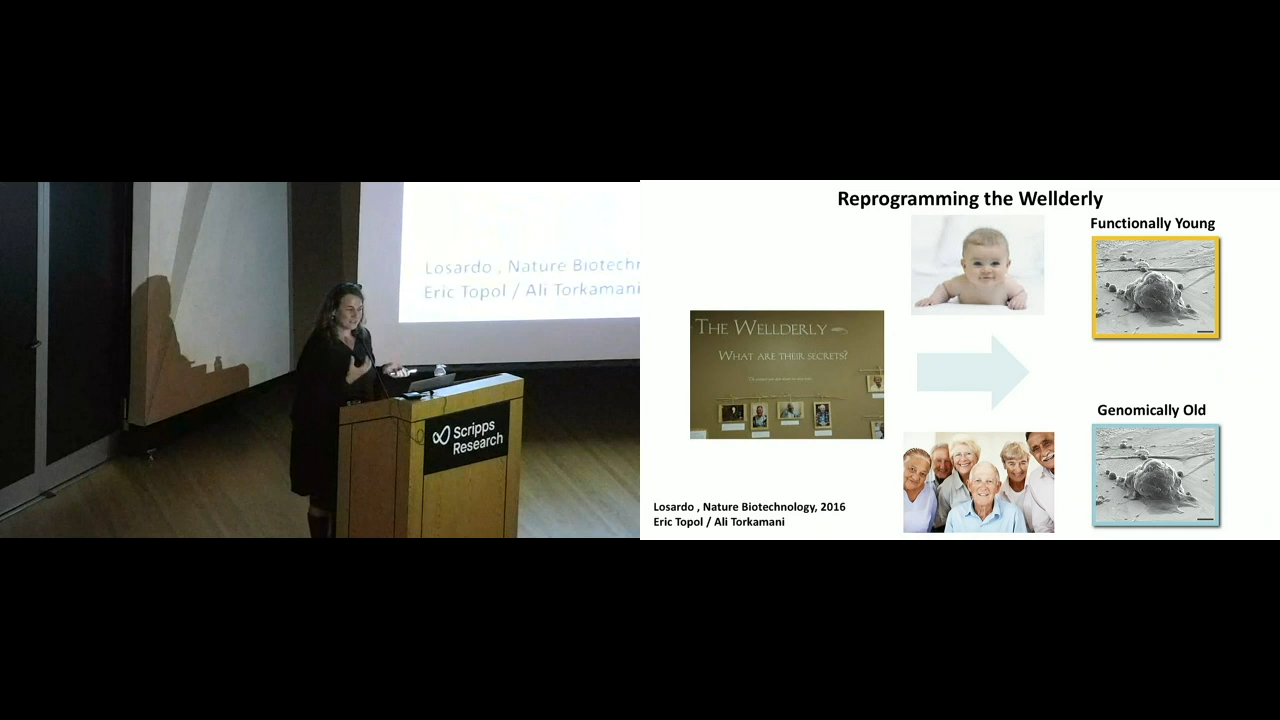 Losardo , Nature Biotechn
Eric Topol / Ali Torkamani
Scripps
Research
Reprogramming the Wellderly
Functionally Young
THE WELLDERLY
WHAT ARE THEIR SECRETS?
Genomically Old
Losardo , Nature Biotechnology, 2016
Eric Topol / Ali Torkamani